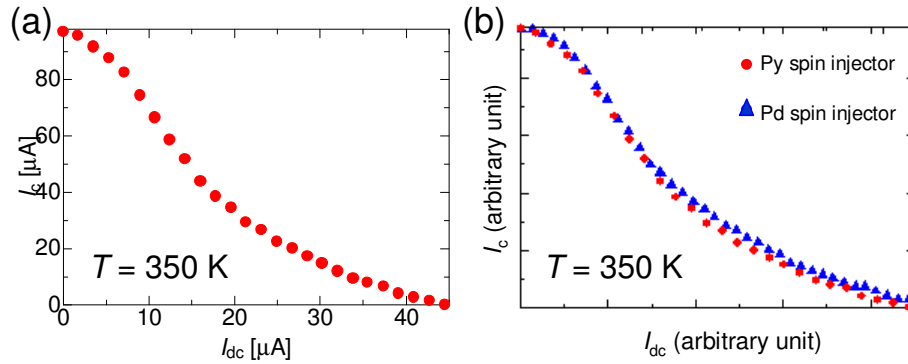 (a)
80
60
40
20
0
I_c [μA]
T = 350 K
0
10
20
30
40
I_dc [μA]
(b)
Py spin injector
Pd spin injector
I_c (arbitrary unit)
T = 350 K
I_dc (arbitrary unit)